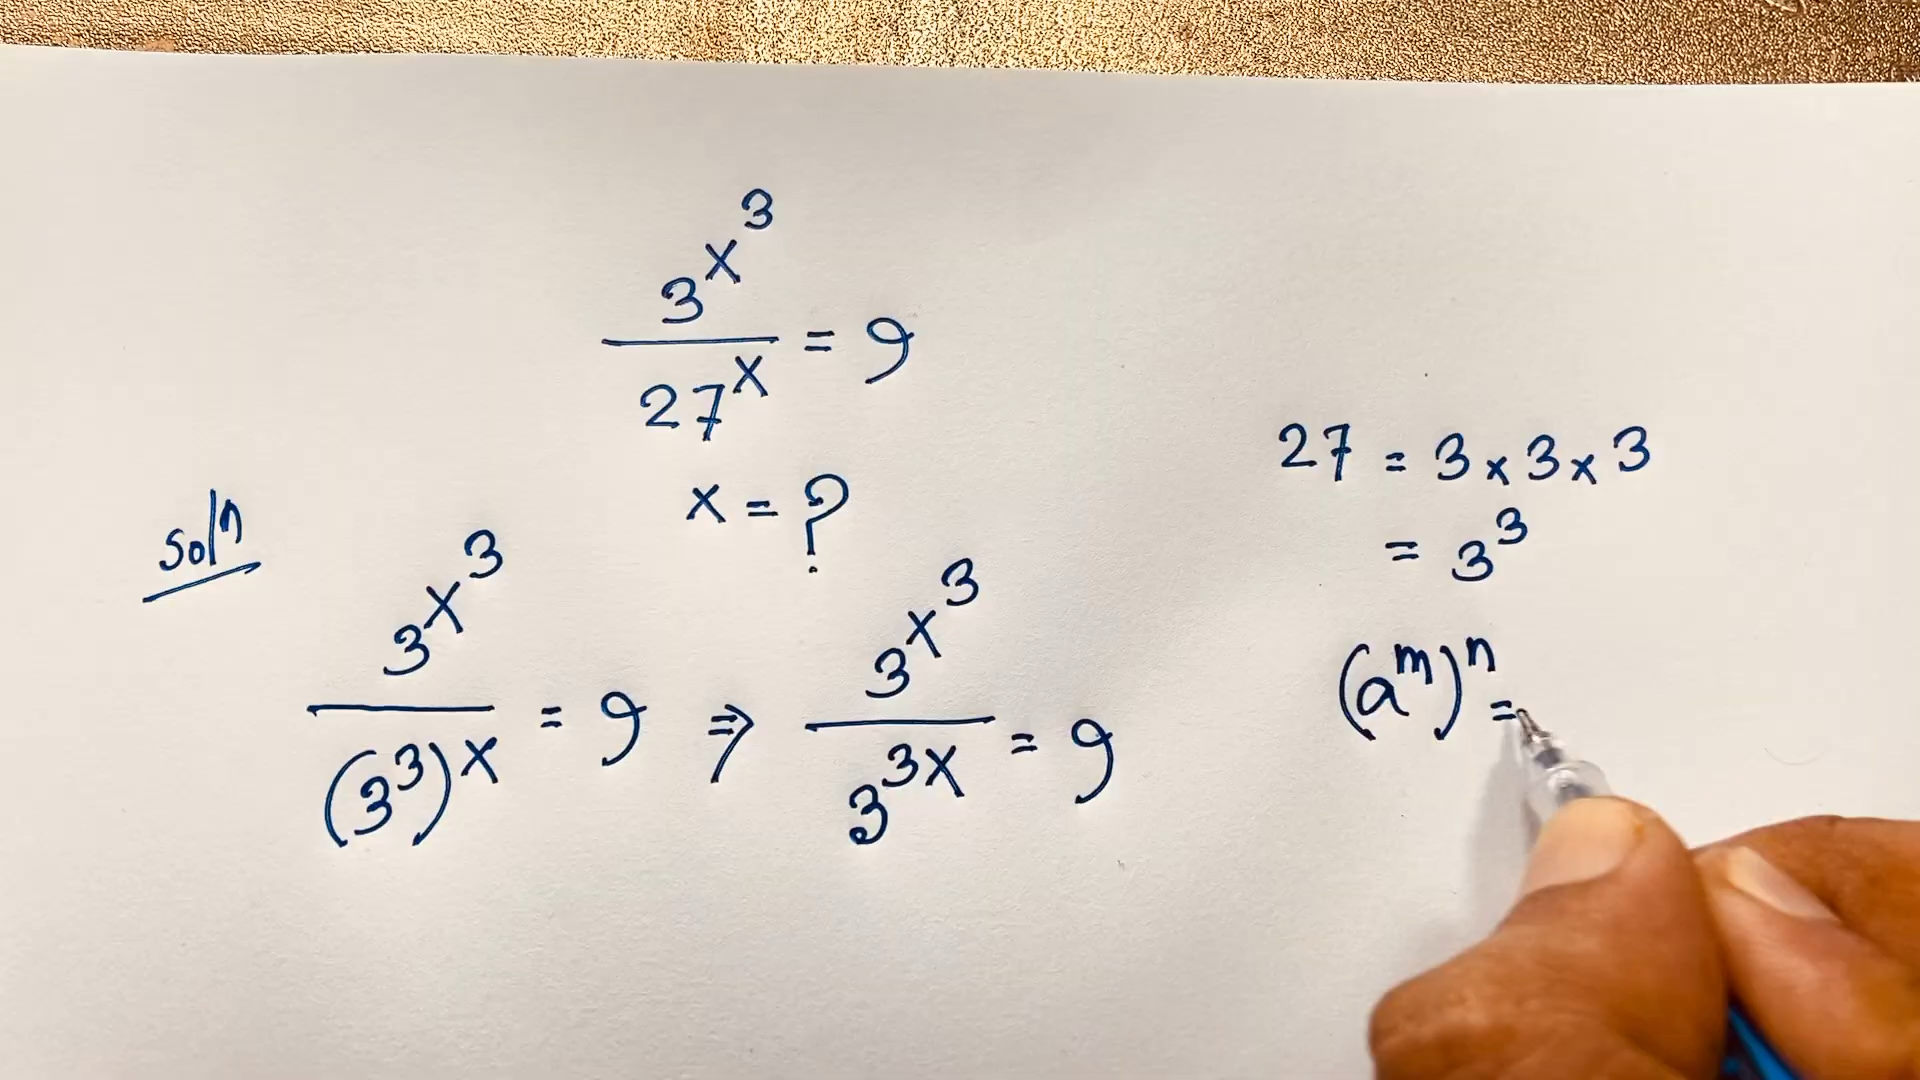 3^x^3 / 27^x = 9
x = ?
Soln
3^x^3 / (3^3)^x = 9 ⇒ 3^x^3 / 3^3x = 9
27 = 3 × 3 × 3
= 3^3
(a^m)^n =